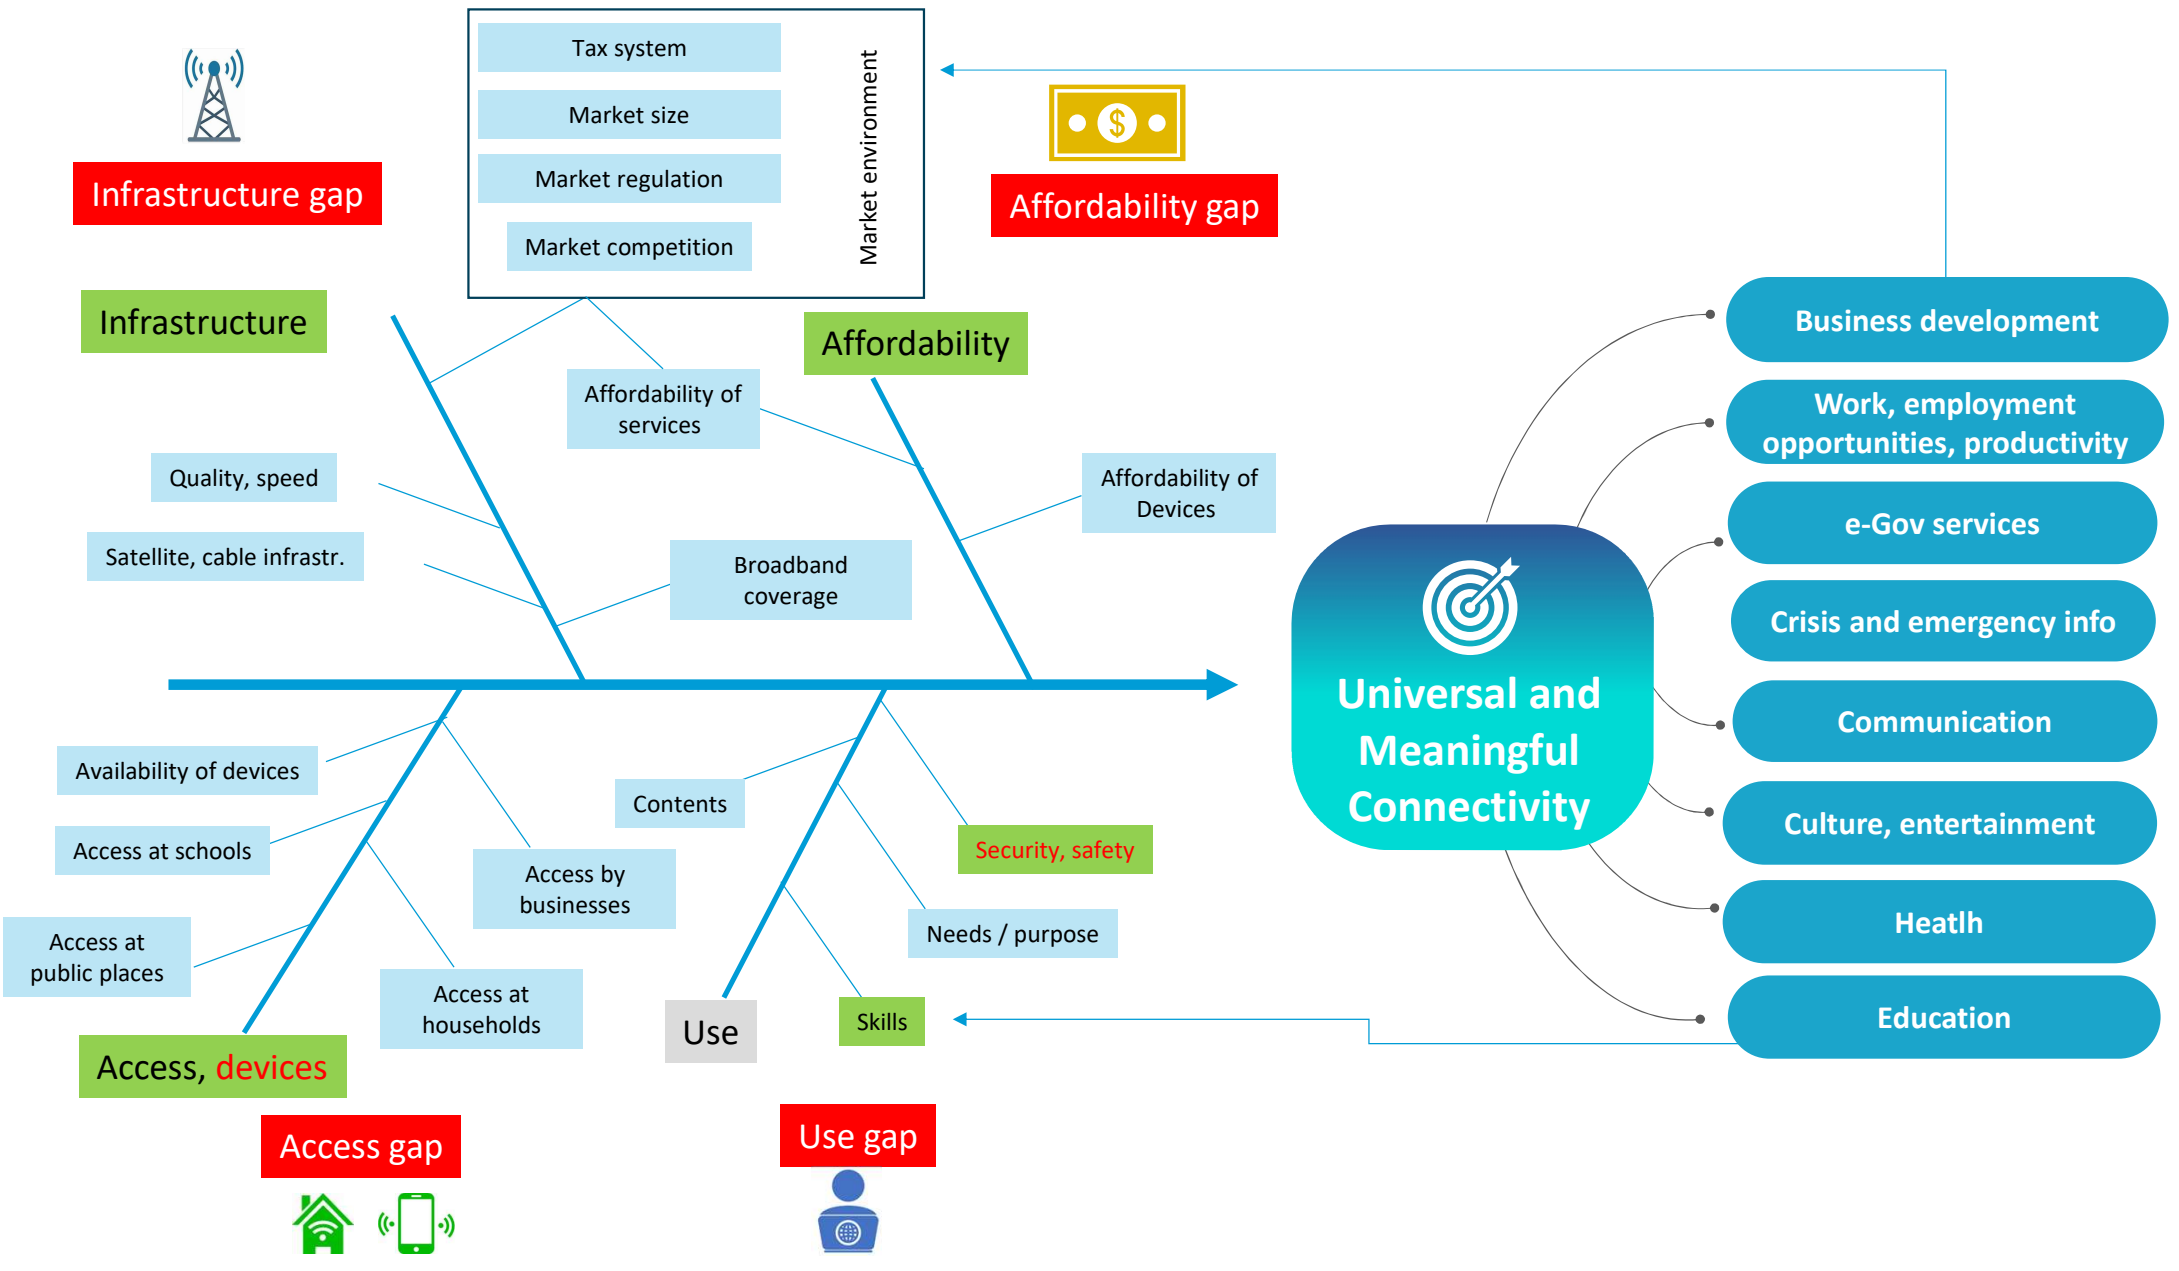 Tax system
Market size
Market regulation
Market competition
Market environment
Infrastructure gap
Affordability gap
Infrastructure
Affordability
Affordability of
services
Quality, speed
Satellite, cable infrastr.
Broadband
coverage
Affordability of
Devices
Availability of devices
Access at schools
Access at
public places
Access by
businesses
Access at
households
Access, devices
Access gap
Contents
Security, safety
Needs / purpose
Skills
Use
Use gap
Universal and
Meaningful
Connectivity
Business development
Work, employment
opportunities, productivity
e-Gov services
Crisis and emergency info
Communication
Culture, entertainment
Heatlh
Education